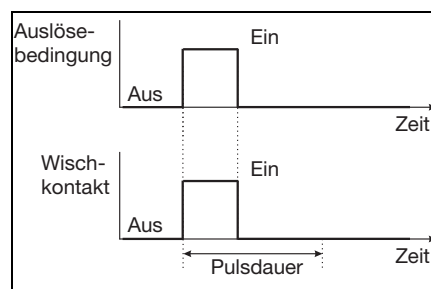 Auslöse-
bedingung
Ein
Aus
Zeit
Wisch-
kontakt
Ein
Aus
Zeit
Pulsdauer